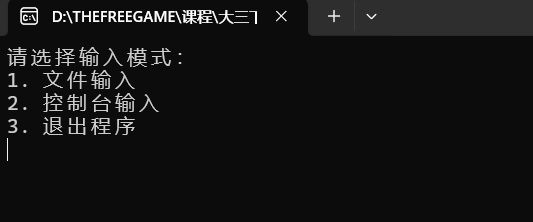 D:\THEFREEGAME\课程\大三
请选择输入模式:
1. 文件输入
2. 控制台输入
3. 退出程序